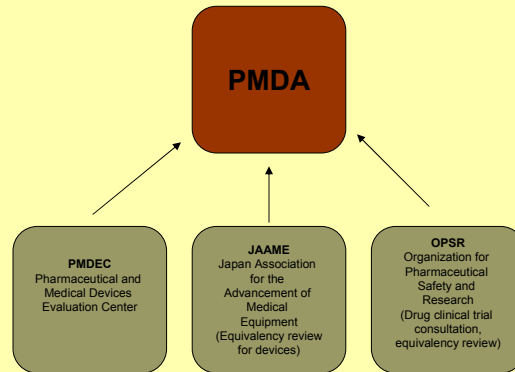 PMDA
PMDEC
Pharmaceutical and
Medical Devices
Evaluation Center
JAAME
Japan Association
for the
Advancement of
Medical
Equipment
(Equivalency review
for devices)
OPSR
Organization for
Pharmaceutical
Safety and
Research
(Drug clinical trial
consultation,
equivalency review)